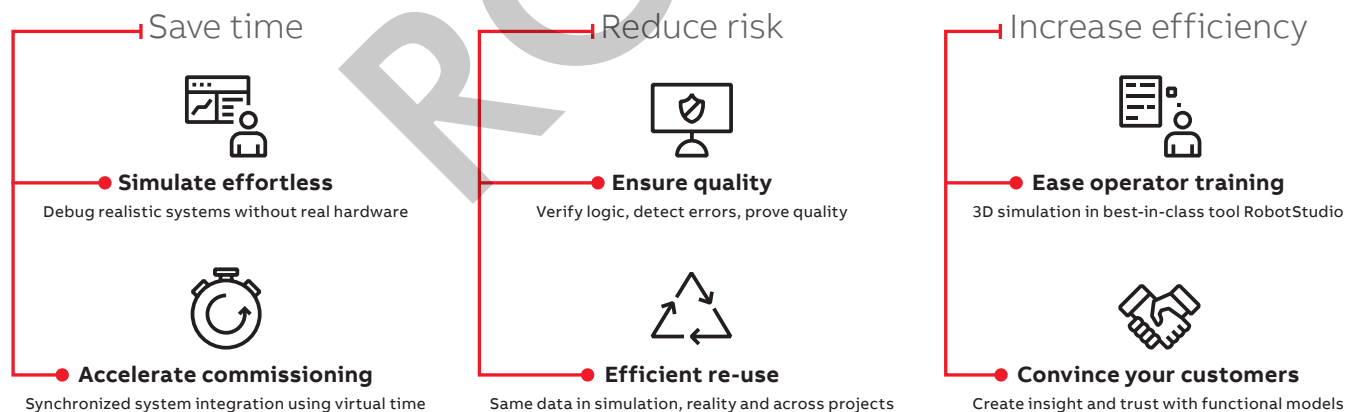 Save time
Simulate effortless
Debug realistic systems without real hardware
Accelerate commissioning
Synchronized system integration using virtual time
Reduce risk
Ensure quality
Verify logic, detect errors, prove quality
Efficient re-use
Same data in simulation, reality and across projects
Increase efficiency
Ease operator training
3D simulation in best-in-class tool RobotStudio
Convince your customers
Create insight and trust with functional models